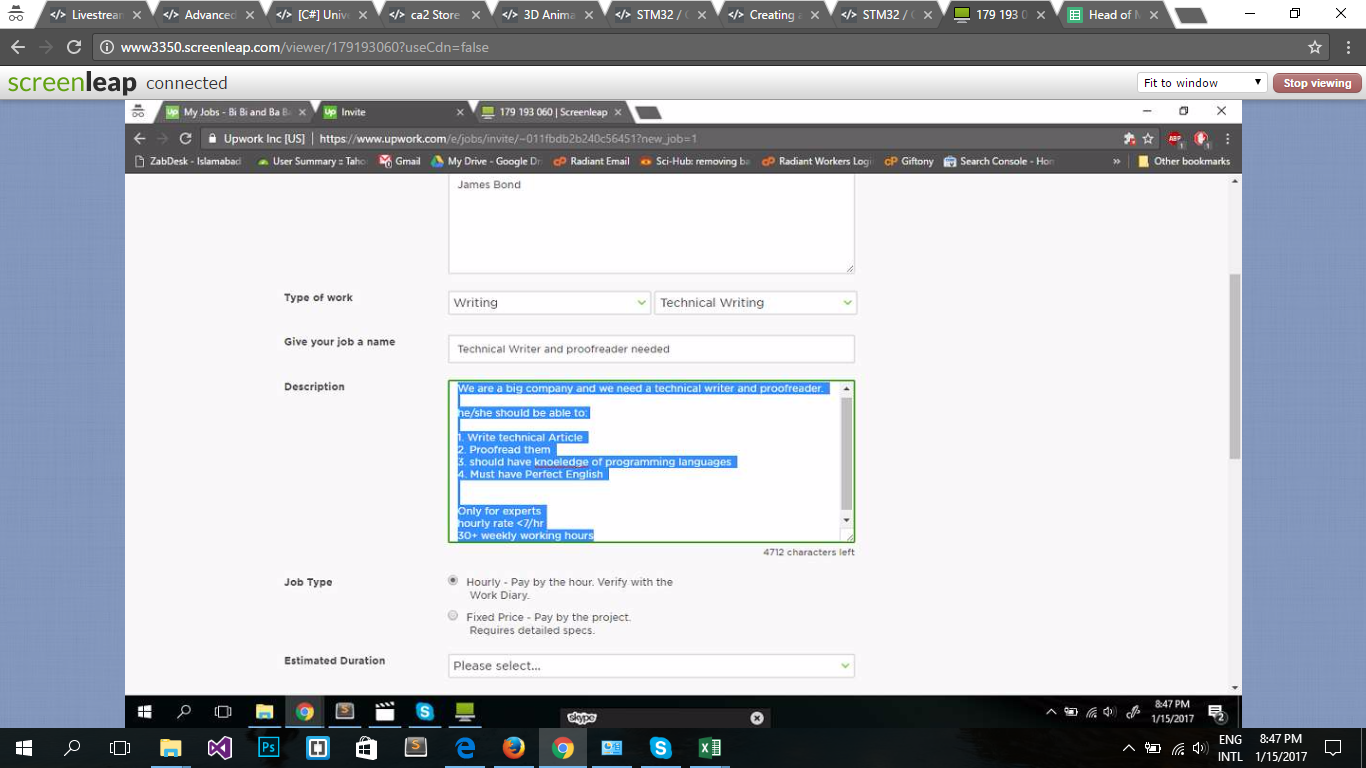 Livestream
Advanced
[C#] Univ
ca2 Store
3D Anima
STM32 / C
Creating a
STM32 / C
179 193 0
Head of M
www3350.screenleap.com/viewer/179193060?useCdn=false
screenleap connected
Fit to window
Stop viewing
My Jobs - Bi Bi and Ba Ba
Invite
179 193 060 | Screenleap
Upwork Inc [US] | https://www.upwork.com/e/jobs/invite/~011fbdb2b240c56451?new_job=1
ZabDesk - Islamabad
User Summary :: Taho
Gmail
My Drive - Google Dr
Radiant Email
Sci-Hub: removing ba
Radiant Workers Logi
Giftony
Search Console - Hom
»
Other bookmarks
James Bond
Type of work
Writing
Technical Writing
Give your job a name
Technical Writer and proofreader needed
Description
We are a big company and we need a technical writer and proofreader.
he/she should be able to:
1. Write technical Article
2. Proofread them
3. should have knoeledge of programming languages
4. Must have Perfect English
Only for experts
hourly rate <7/hr
30+ weekly working hours
4712 characters left
Job Type
Hourly - Pay by the hour. Verify with the
Work Diary.
Fixed Price - Pay by the project.
Requires detailed specs.
Estimated Duration
Please select...
skype
8:47 PM
1/15/2017
2
ENG
INTL
8:47 PM
1/15/2017